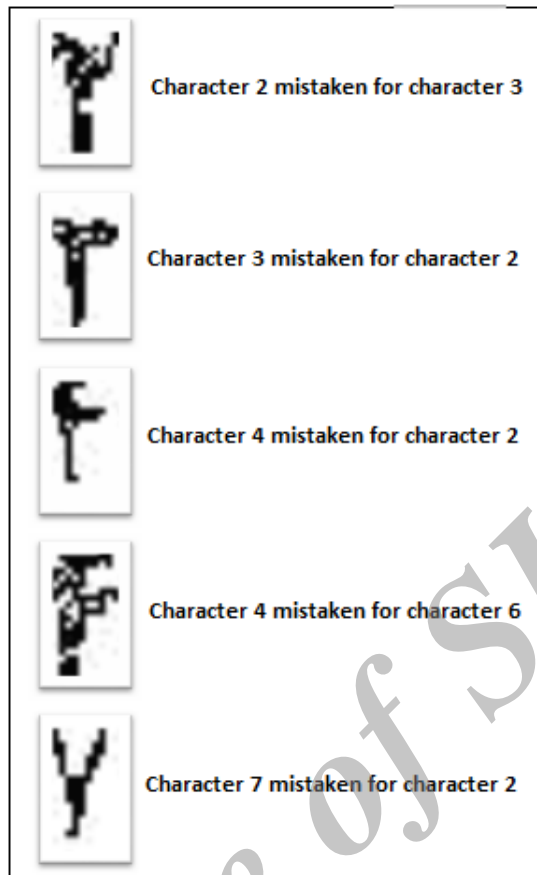 Character 2 mistaken for character 3
Character 3 mistaken for character 2
Character 4 mistaken for character 2
Character 4 mistaken for character 6
Character 7 mistaken for character 2
of